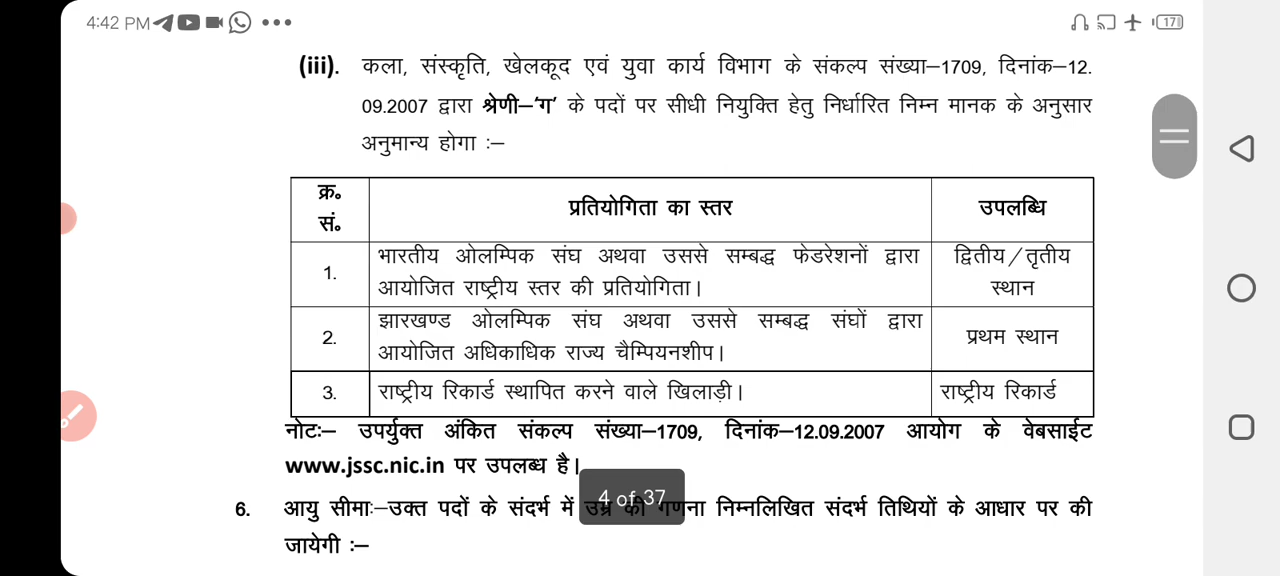 4:42 PM
17
(iii). कला, संस्कृति, खेलकूद एवं युवा कार्य विभाग के संकल्प संख्या–1709, दिनांक–12.
09.2007 द्वारा श्रेणी–'ग' के पदों पर सीधी नियुक्ति हेतु निर्धारित निम्न मानक के अनुसार
अनुमान्य होगा :–
क्र॰
सं॰
प्रतियोगिता का स्तर
उपलब्धि
1.
भारतीय ओलम्पिक संघ अथवा उससे सम्बद्ध फेडरेशनों द्वारा
आयोजित राष्ट्रीय स्तर की प्रतियोगिता।
द्वितीय/तृतीय
स्थान
2.
झारखण्ड ओलम्पिक संघ अथवा उससे सम्बद्ध संघों द्वारा
आयोजित अधिकाधिक राज्य चैम्पियनशीप।
प्रथम स्थान
3.
राष्ट्रीय रिकार्ड स्थापित करने वाले खिलाड़ी।
राष्ट्रीय रिकार्ड
नोटः– उपर्युक्त अंकित संकल्प संख्या–1709, दिनांक–12.09.2007 आयोग के वेबसाईट
www.jssc.nic.in पर उपलब्ध है।
4 of 37
6. आयु सीमाः–उक्त पदों के संदर्भ में उम्र की गणना निम्नलिखित संदर्भ तिथियों के आधार पर की
जायेगी :–